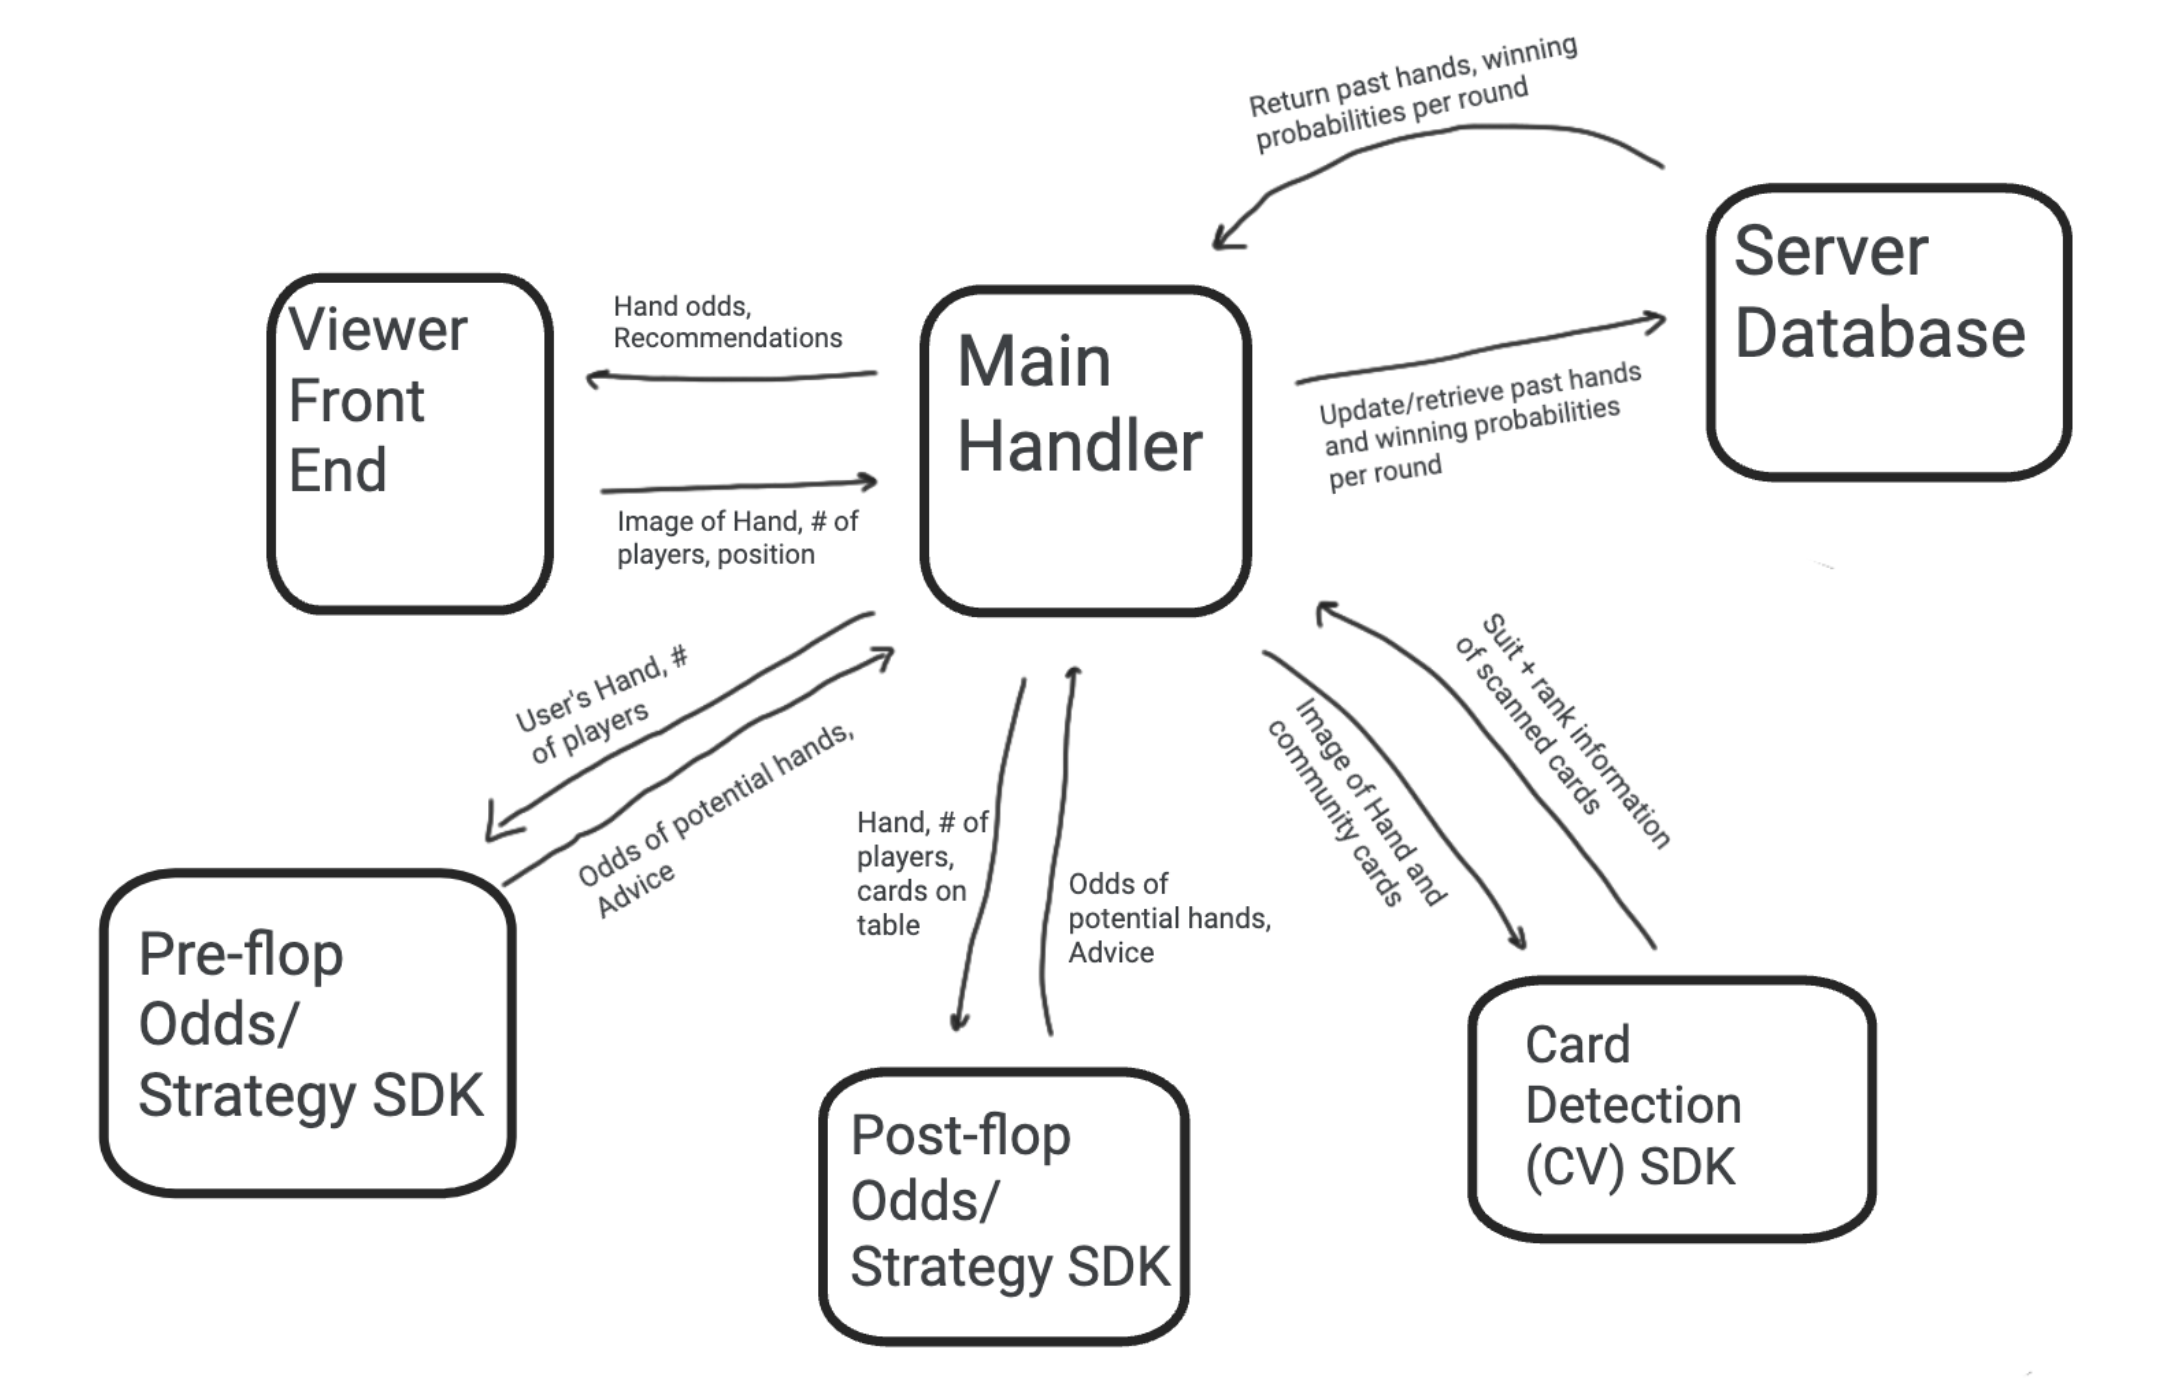 Return past hands, winning
probabilities per round
Server
Database
Viewer
Front
End
Hand odds,
Recommendations
Main
Handler
Update/retrieve past hands
and winning probabilities
per round
Image of Hand, # of
players, position
User's Hand, #
of players
Odds of potential hands,
Advice
Hand, # of
players,
cards on
table
Odds of
potential hands,
Advice
Image of Hand and
community cards
Suit + rank information
of scanned cards
Pre-flop
Odds/
Strategy SDK
Post-flop
Odds/
Strategy SDK
Card
Detection
(CV) SDK